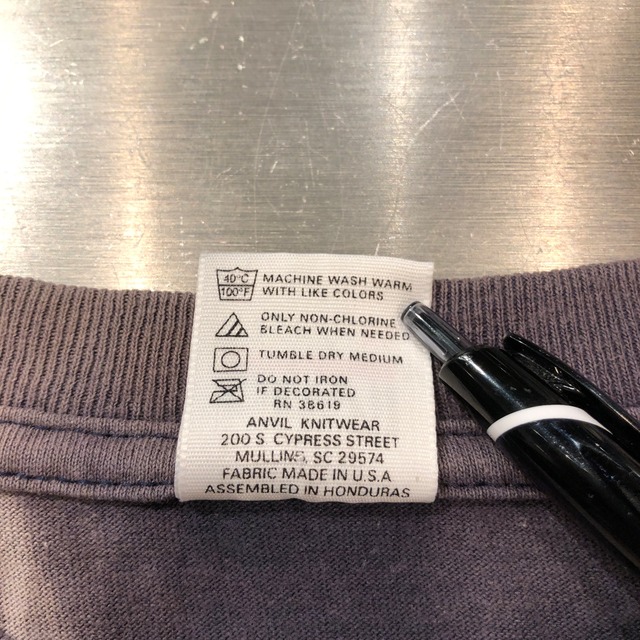 40°C
100°F
MACHINE WASH WARM
WITH LIKE COLORS
ONLY NON-CHLORINE
BLEACH WHEN NEEDED
TUMBLE DRY MEDIUM
DO NOT IRON
IF DECORATED
RN 38619
ANVIL KNITWEAR
200 S CYPRESS STREET
MULLINS, SC 29574
FABRIC MADE IN U.S.A
ASSEMBLED IN HONDURAS